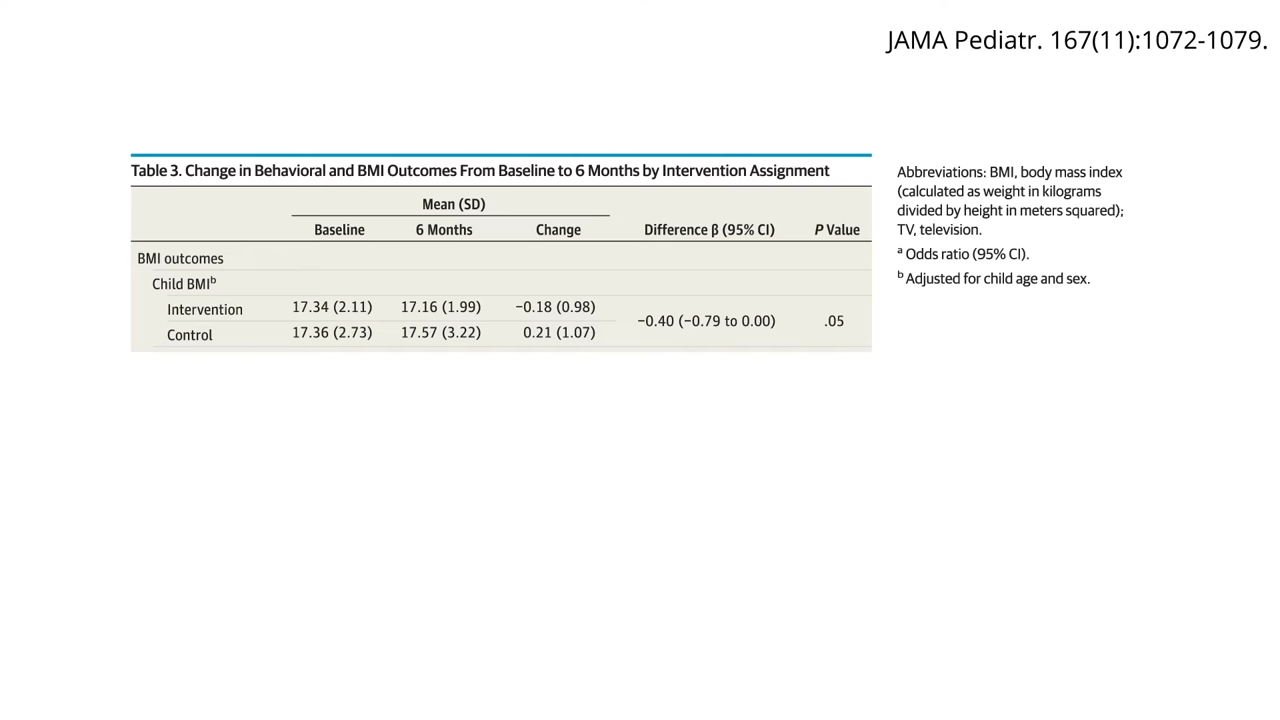 JAMA Pediatr. 167(11):1072-1079.
Table 3. Change in Behavioral and BMI Outcomes From Baseline to 6 Months by Intervention Assignment
Mean (SD)
Baseline 6 Months Change Difference β (95% CI) P Value
BMI outcomes
Child BMIᵇ
Intervention 17.34 (2.11) 17.16 (1.99) −0.18 (0.98)
−0.40 (−0.79 to 0.00) .05
Control 17.36 (2.73) 17.57 (3.22) 0.21 (1.07)
Abbreviations: BMI, body mass index
(calculated as weight in kilograms
divided by height in meters squared);
TV, television.
ᵃ Odds ratio (95% CI).
ᵇ Adjusted for child age and sex.